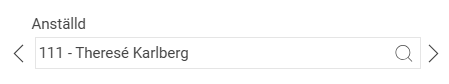 Anställd
111 - Theresé Karlberg